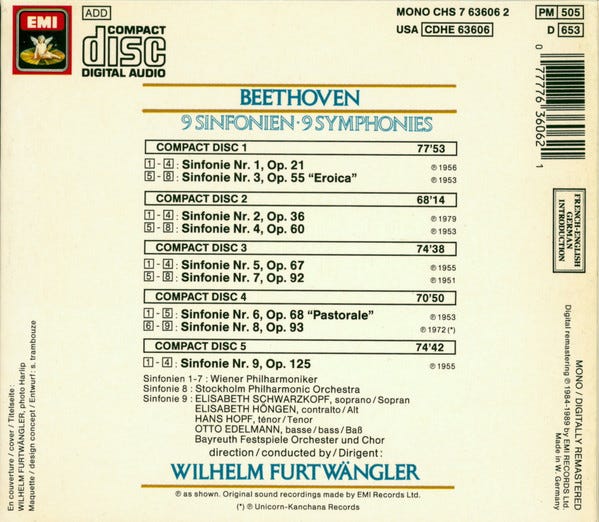 EMI
ADD
COMPACT
disc
DIGITAL AUDIO
MONO CHS 7 63606 2
USA CDHE 63606
PM 505
D 653
BEETHOVEN
9 SINFONIEN · 9 SYMPHONIES
COMPACT DISC 1 77'53
1 - 4 : Sinfonie Nr. 1, Op. 21 ℗ 1956
5 - 8 : Sinfonie Nr. 3, Op. 55 “Eroica” ℗ 1953
COMPACT DISC 2 68'14
1 - 4 : Sinfonie Nr. 2, Op. 36 ℗ 1979
5 - 8 : Sinfonie Nr. 4, Op. 60 ℗ 1953
COMPACT DISC 3 74'38
1 - 4 : Sinfonie Nr. 5, Op. 67 ℗ 1955
5 - 8 : Sinfonie Nr. 7, Op. 92 ℗ 1951
COMPACT DISC 4 70'50
1 - 5 : Sinfonie Nr. 6, Op. 68 “Pastorale” ℗ 1953
6 - 9 : Sinfonie Nr. 8, Op. 93 ℗ 1972 (*)
COMPACT DISC 5 74'42
1 - 4 : Sinfonie Nr. 9, Op. 125 ℗ 1955
Sinfonien 1-7 : Wiener Philharmoniker
Sinfonie 8 : Stockholm Philharmonic Orchestra
Sinfonie 9 : ELISABETH SCHWARZKOPF, soprano / Sopran
ELISABETH HÖNGEN, contralto / Alt
HANS HOPF, ténor / Tenor
OTTO EDELMANN, basse / bass / Baß
Bayreuth Festspiele Orchester und Chor
direction / conducted by / Dirigent:
WILHELM FURTWÄNGLER
℗ as shown. Original sound recordings made by EMI Records Ltd.
(*) ℗ Unicorn-Kanchana Records
En couverture / cover / Titelseite:
WILHELM FURTWÄNGLER, photo Harlip
Maquette / design concept / Entwurf : s. trambouze
0 77776 36062 1
FRENCH-ENGLISH
GERMAN
INTRODUCTION
MONO / DIGITALLY REMASTERED
Digital remastering ℗ 1984-1989 by EMI RECORDS Ltd.
Made in W. Germany